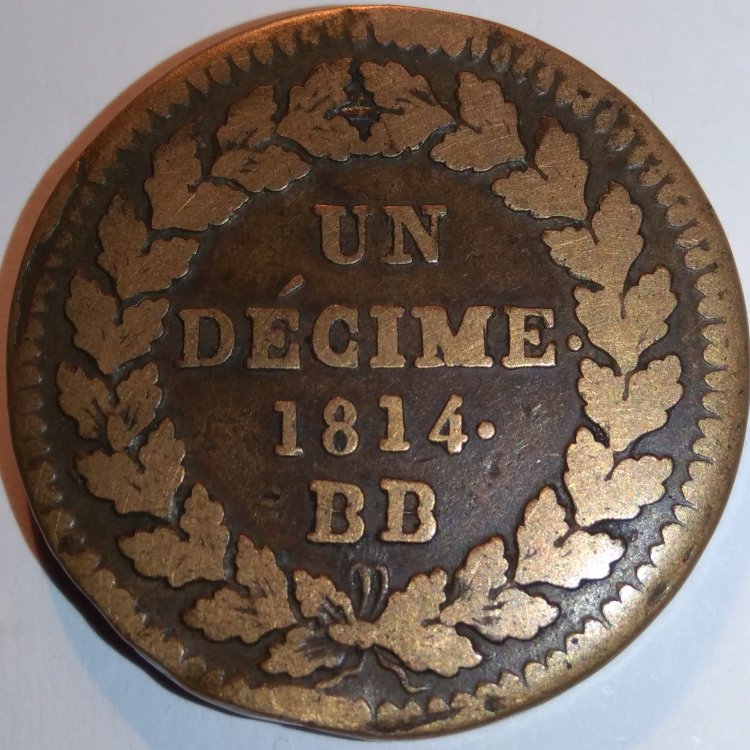 UN
DÉCIME.
1814.
BB